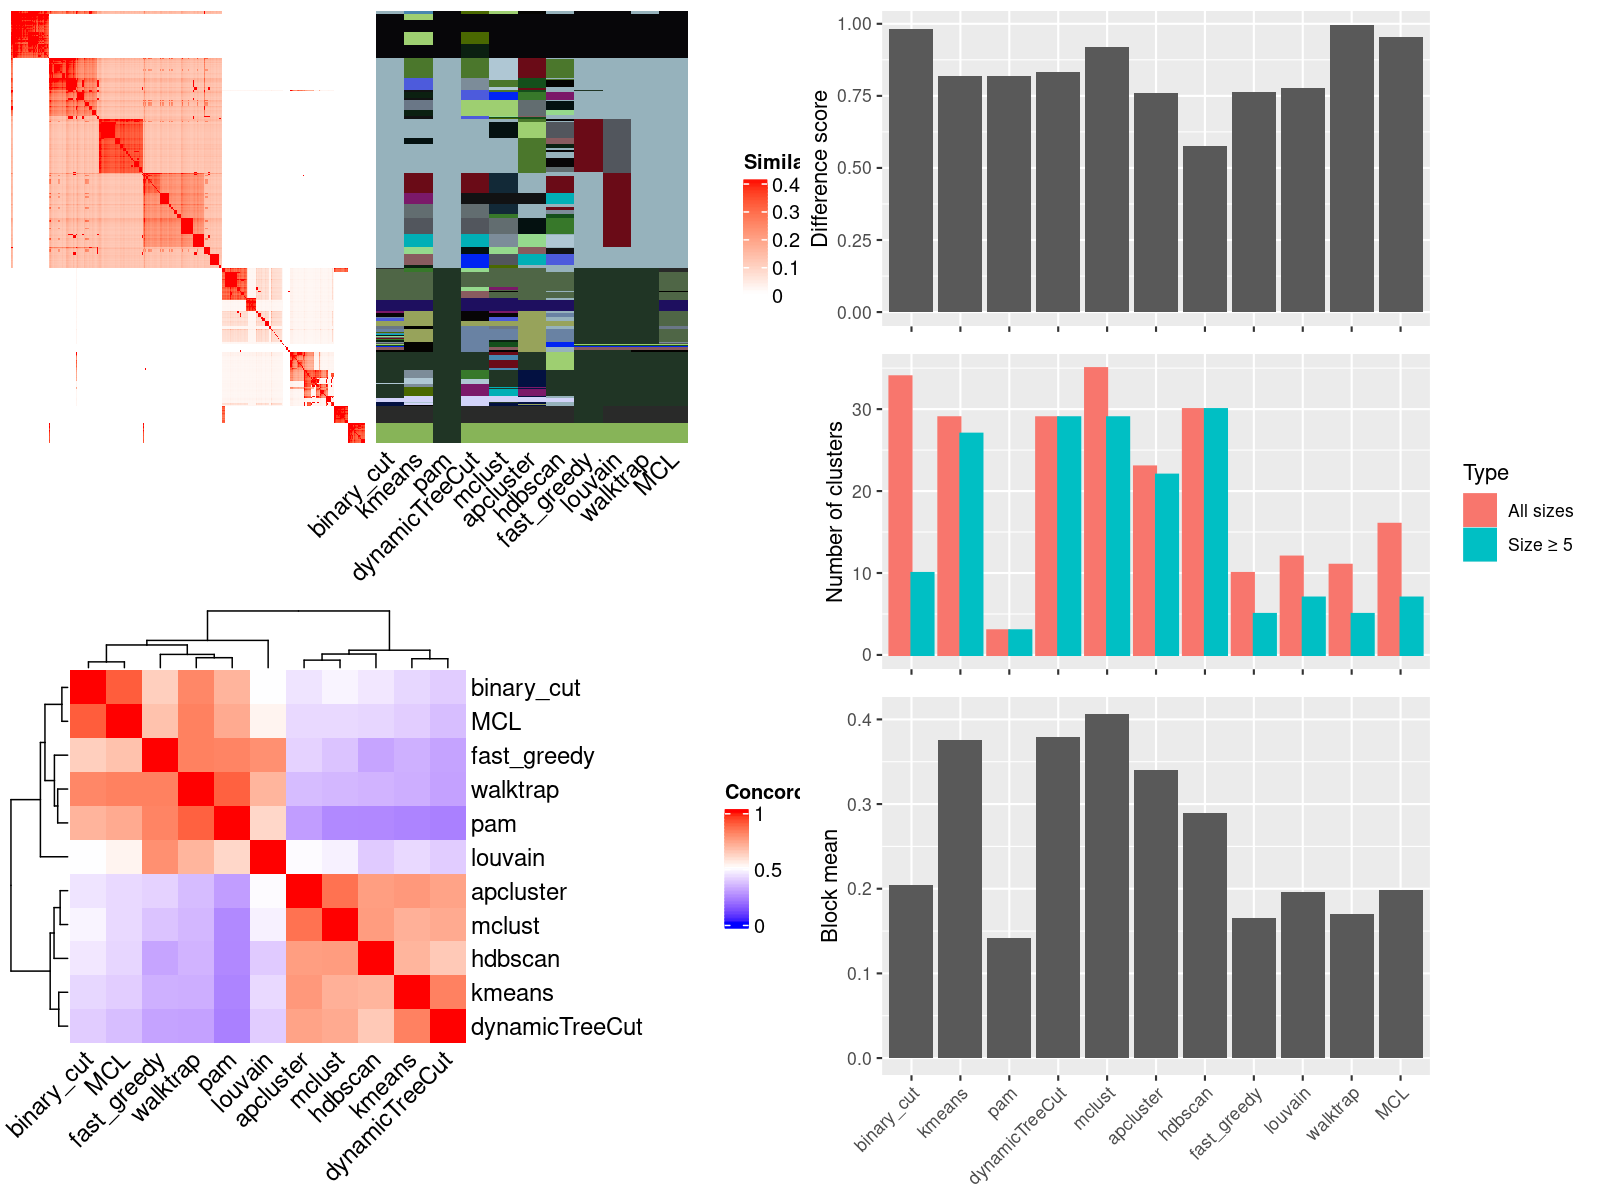 Simila
0.4
0.3
0.2
0.1
0
binary_cut
kmeans
pam
dynamicTreeCut
mclust
apcluster
hdbscan
fast_greedy
louvain
walktrap
MCL
binary_cut
MCL
fast_greedy
walktrap
pam
louvain
apcluster
mclust
hdbscan
kmeans
dynamicTreeCut
binary_cut
MCL
fast_greedy
walktrap
pam
louvain
apcluster
mclust
hdbscan
kmeans
dynamicTreeCut
Concord
1
0.5
0
Difference score
1.00
0.75
0.50
0.25
0.00
Number of clusters
30
20
10
0
Type
All sizes
Size ≥ 5
Block mean
0.4
0.3
0.2
0.1
0.0
binary_cut
kmeans
pam
dynamicTreeCut
mclust
apcluster
hdbscan
fast_greedy
louvain
walktrap
MCL